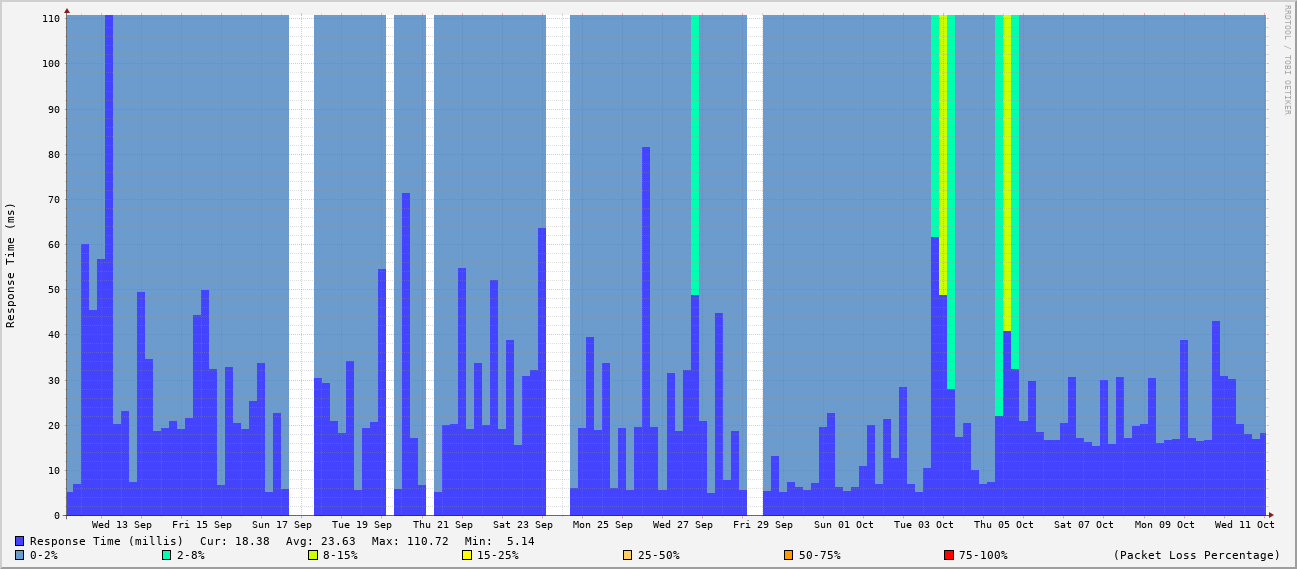 RRDTOOL / TOBI OETIKER
Response Time (ms)
110
100
90
80
70
60
50
40
30
20
10
0
Wed 13 Sep Fri 15 Sep Sun 17 Sep Tue 19 Sep Thu 21 Sep Sat 23 Sep Mon 25 Sep Wed 27 Sep Fri 29 Sep Sun 01 Oct Tue 03 Oct Thu 05 Oct Sat 07 Oct Mon 09 Oct Wed 11 Oct
Response Time (millis) Cur: 18.38 Avg: 23.63 Max: 110.72 Min: 5.14
0-2% 2-8% 8-15% 15-25% 25-50% 50-75% 75-100% (Packet Loss Percentage)